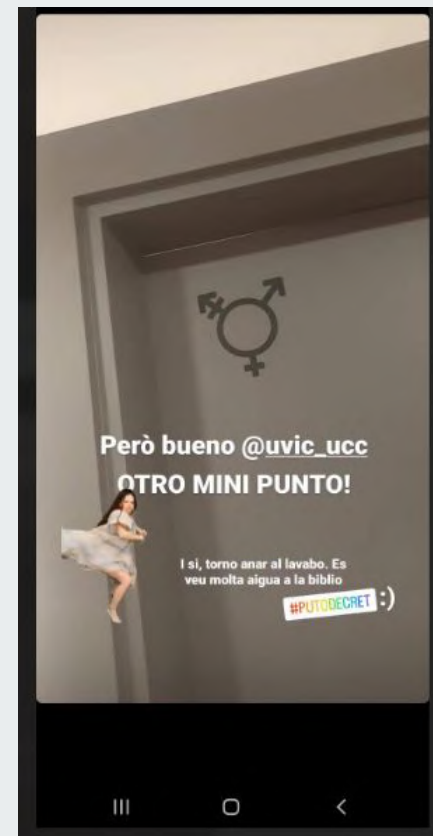 Però bueno @uvic_ucc
OTRO MINI PUNTO!
I si, torno anar al lavabo. Es
veu molta aigua a la biblio
#PUTODECRET :)